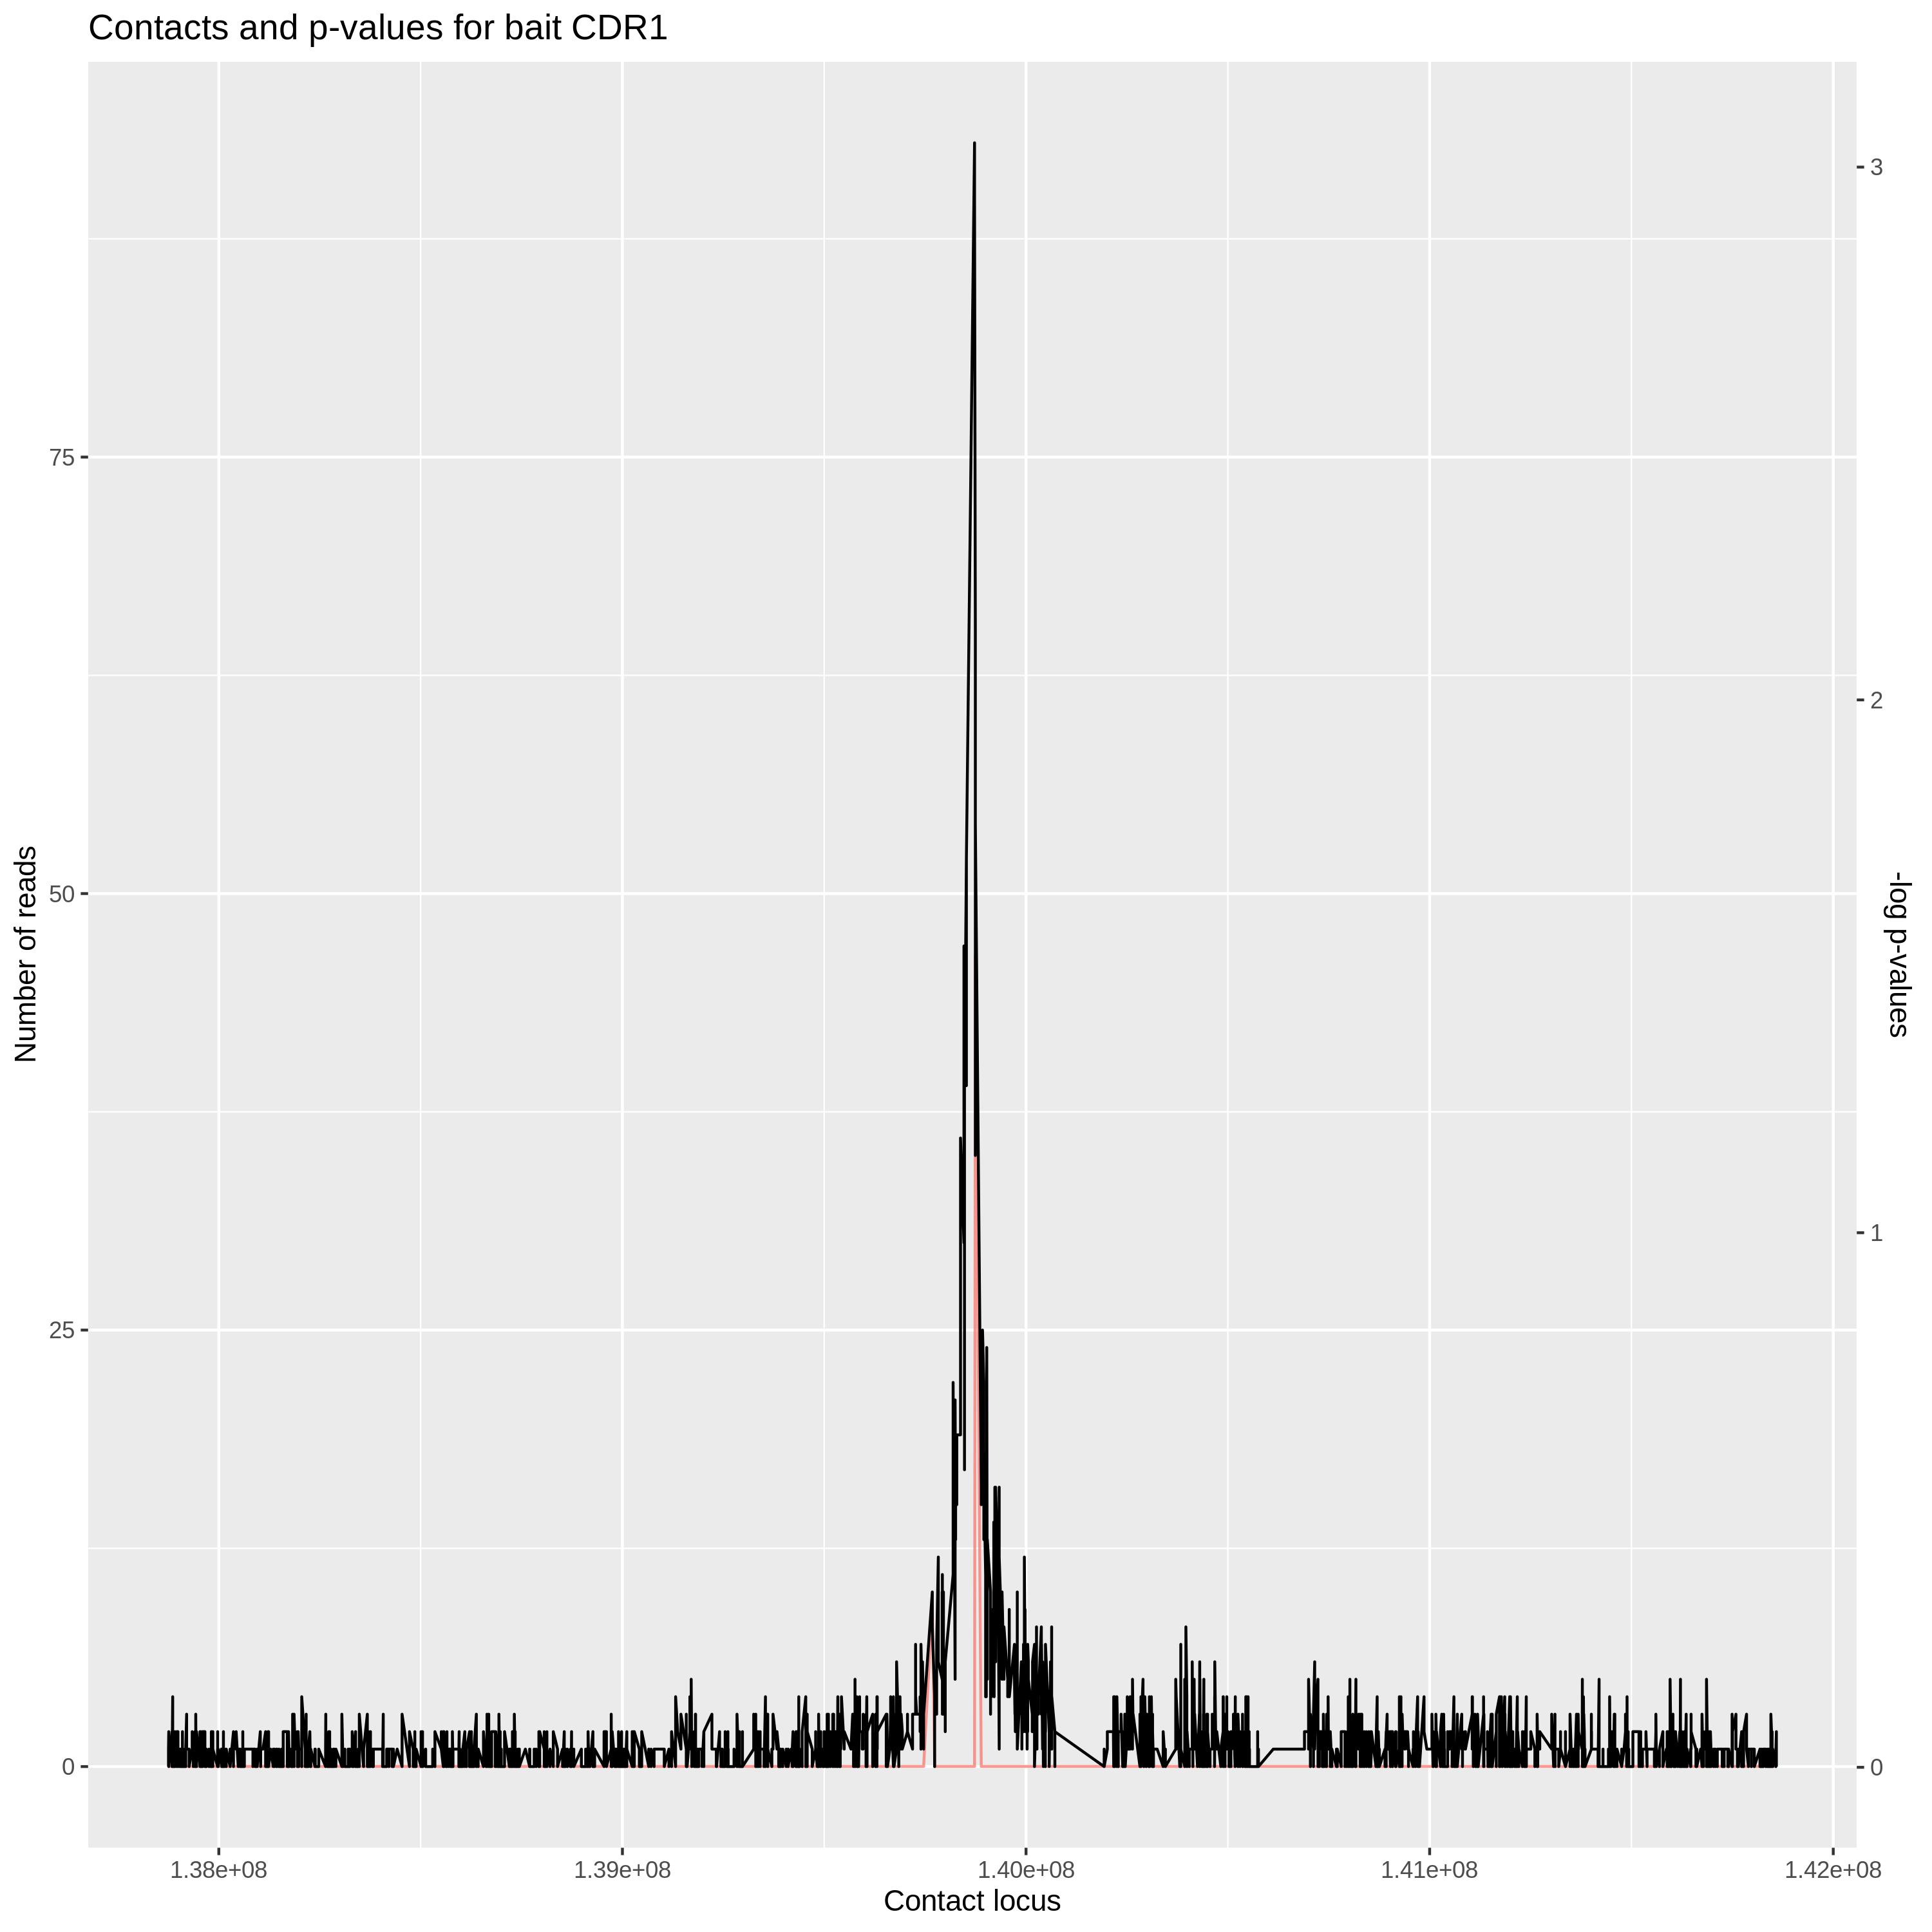 Contacts and p-values for bait CDR1
3
75
2
50
Number of reads
-log p-values
1
25
0
0
1.38e+08 1.39e+08 1.40e+08 1.41e+08 1.42e+08
Contact locus